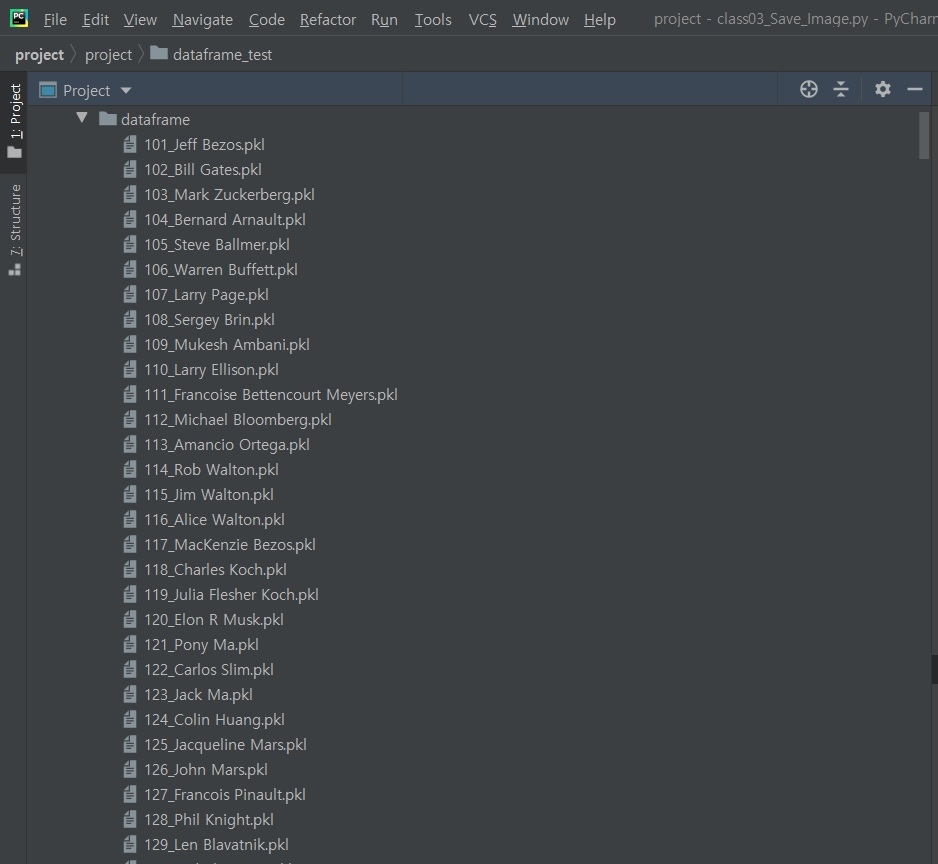 PC File Edit View Navigate Code Refactor Run Tools VCS Window Help project - class03_Save_Image.py - PyCharm
project project dataframe_test
1: Project
7: Structure
Project
dataframe
101_Jeff Bezos.pkl
102_Bill Gates.pkl
103_Mark Zuckerberg.pkl
104_Bernard Arnault.pkl
105_Steve Ballmer.pkl
106_Warren Buffett.pkl
107_Larry Page.pkl
108_Sergey Brin.pkl
109_Mukesh Ambani.pkl
110_Larry Ellison.pkl
111_Francoise Bettencourt Meyers.pkl
112_Michael Bloomberg.pkl
113_Amancio Ortega.pkl
114_Rob Walton.pkl
115_Jim Walton.pkl
116_Alice Walton.pkl
117_MacKenzie Bezos.pkl
118_Charles Koch.pkl
119_Julia Flesher Koch.pkl
120_Elon R Musk.pkl
121_Pony Ma.pkl
122_Carlos Slim.pkl
123_Jack Ma.pkl
124_Colin Huang.pkl
125_Jacqueline Mars.pkl
126_John Mars.pkl
127_Francois Pinault.pkl
128_Phil Knight.pkl
129_Len Blavatnik.pkl